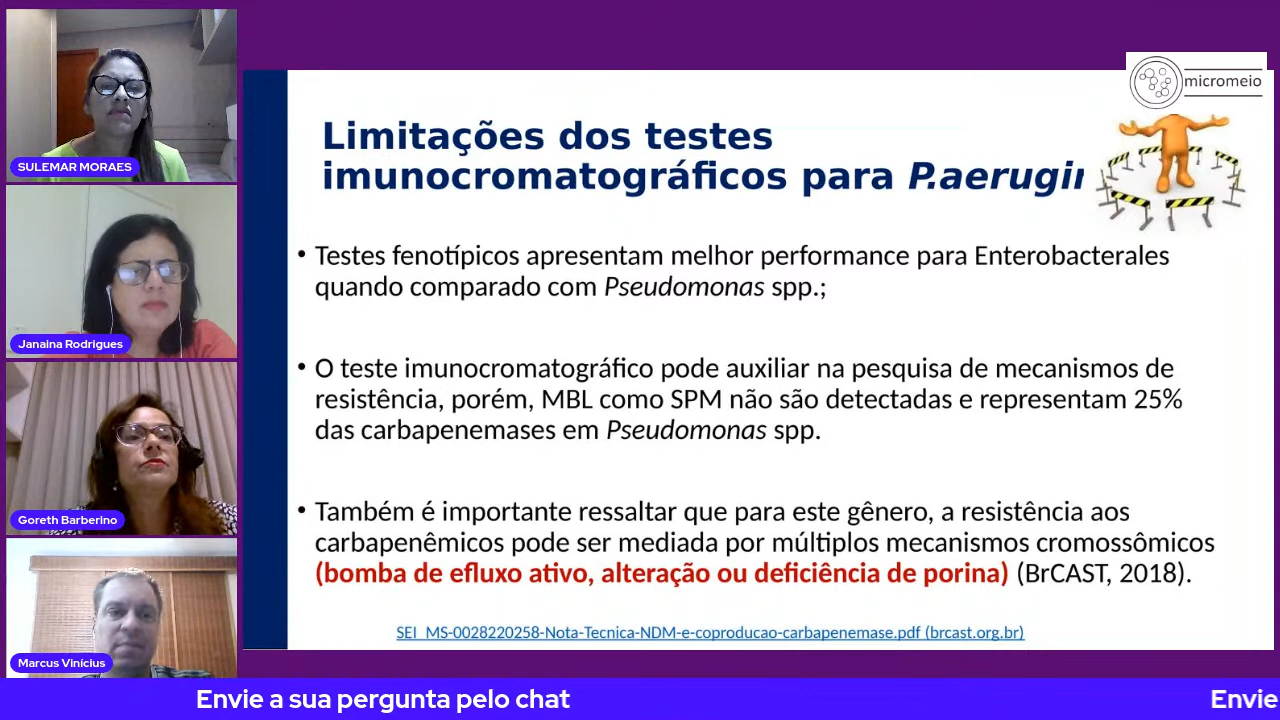 SULEMAR MORAES
Janaina Rodrigues
Goreth Barberino
Marcus Vinícius
micromeio
Limitações dos testes
imunocromatográficos para P.aerugin
• Testes fenotípicos apresentam melhor performance para Enterobacterales
quando comparado com Pseudomonas spp.;
• O teste imunocromatográfico pode auxiliar na pesquisa de mecanismos de
resistência, porém, MBL como SPM não são detectadas e representam 25%
das carbapenemases em Pseudomonas spp.
• Também é importante ressaltar que para este gênero, a resistência aos
carbapenêmicos pode ser mediada por múltiplos mecanismos cromossômicos
(bomba de efluxo ativo, alteração ou deficiência de porina) (BrCAST, 2018).
SEI_MS-0028220258-Nota-Tecnica-NDM-e-coproducao-carbapenemase.pdf (brcast.org.br)
Envie a sua pergunta pelo chat
Envie